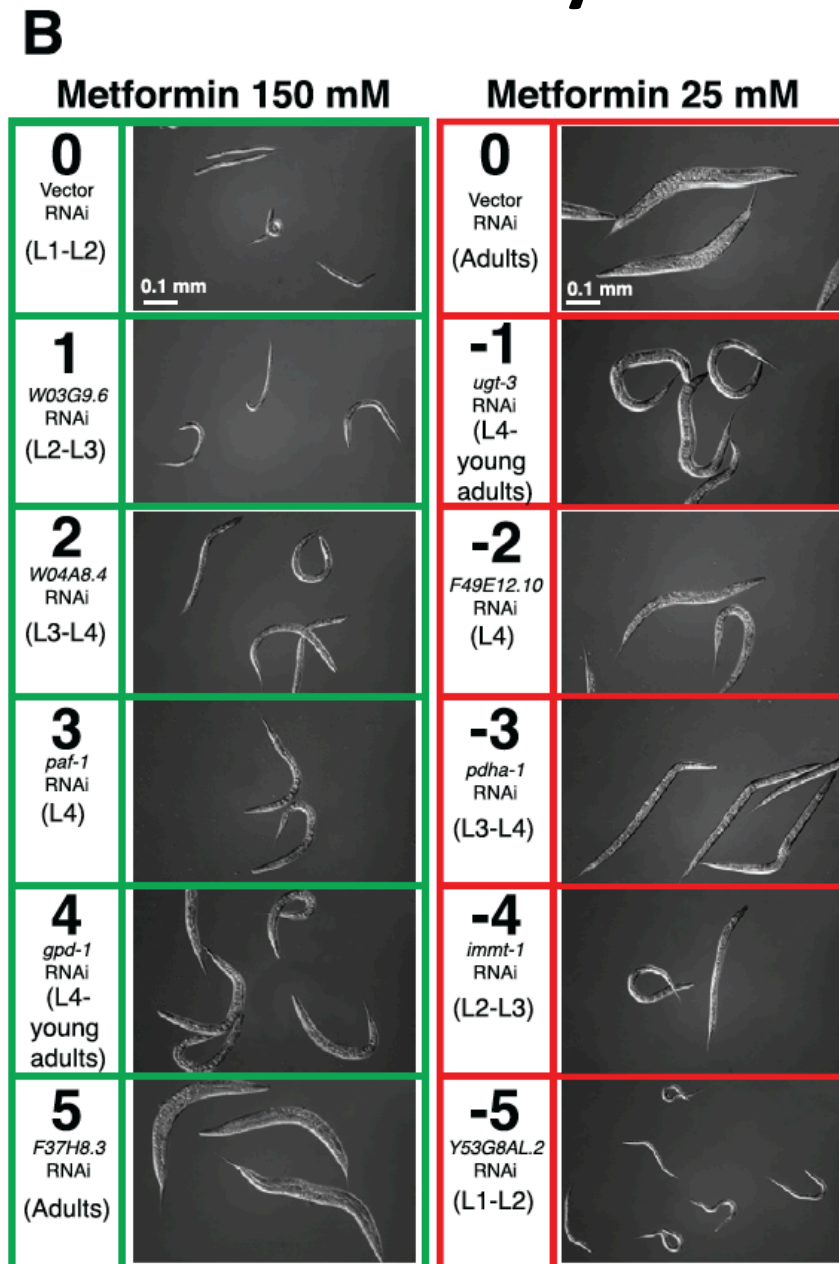 B
Metformin 150 mM
0
Vector
RNAi
(L1-L2)
0.1 mm
1
W03G9.6
RNAi
(L2-L3)
2
W04A8.4
RNAi
(L3-L4)
3
paf-1
RNAi
(L4)
4
gpd-1
RNAi
(L4-
young
adults)
5
F37H8.3
RNAi
(Adults)
Metformin 25 mM
0
Vector
RNAi
(Adults)
0.1 mm
-1
ugt-3
RNAi
(L4-
young
adults)
-2
F49E12.10
RNAi
(L4)
-3
pdha-1
RNAi
(L3-L4)
-4
immt-1
RNAi
(L2-L3)
-5
Y53G8AL.2
RNAi
(L1-L2)